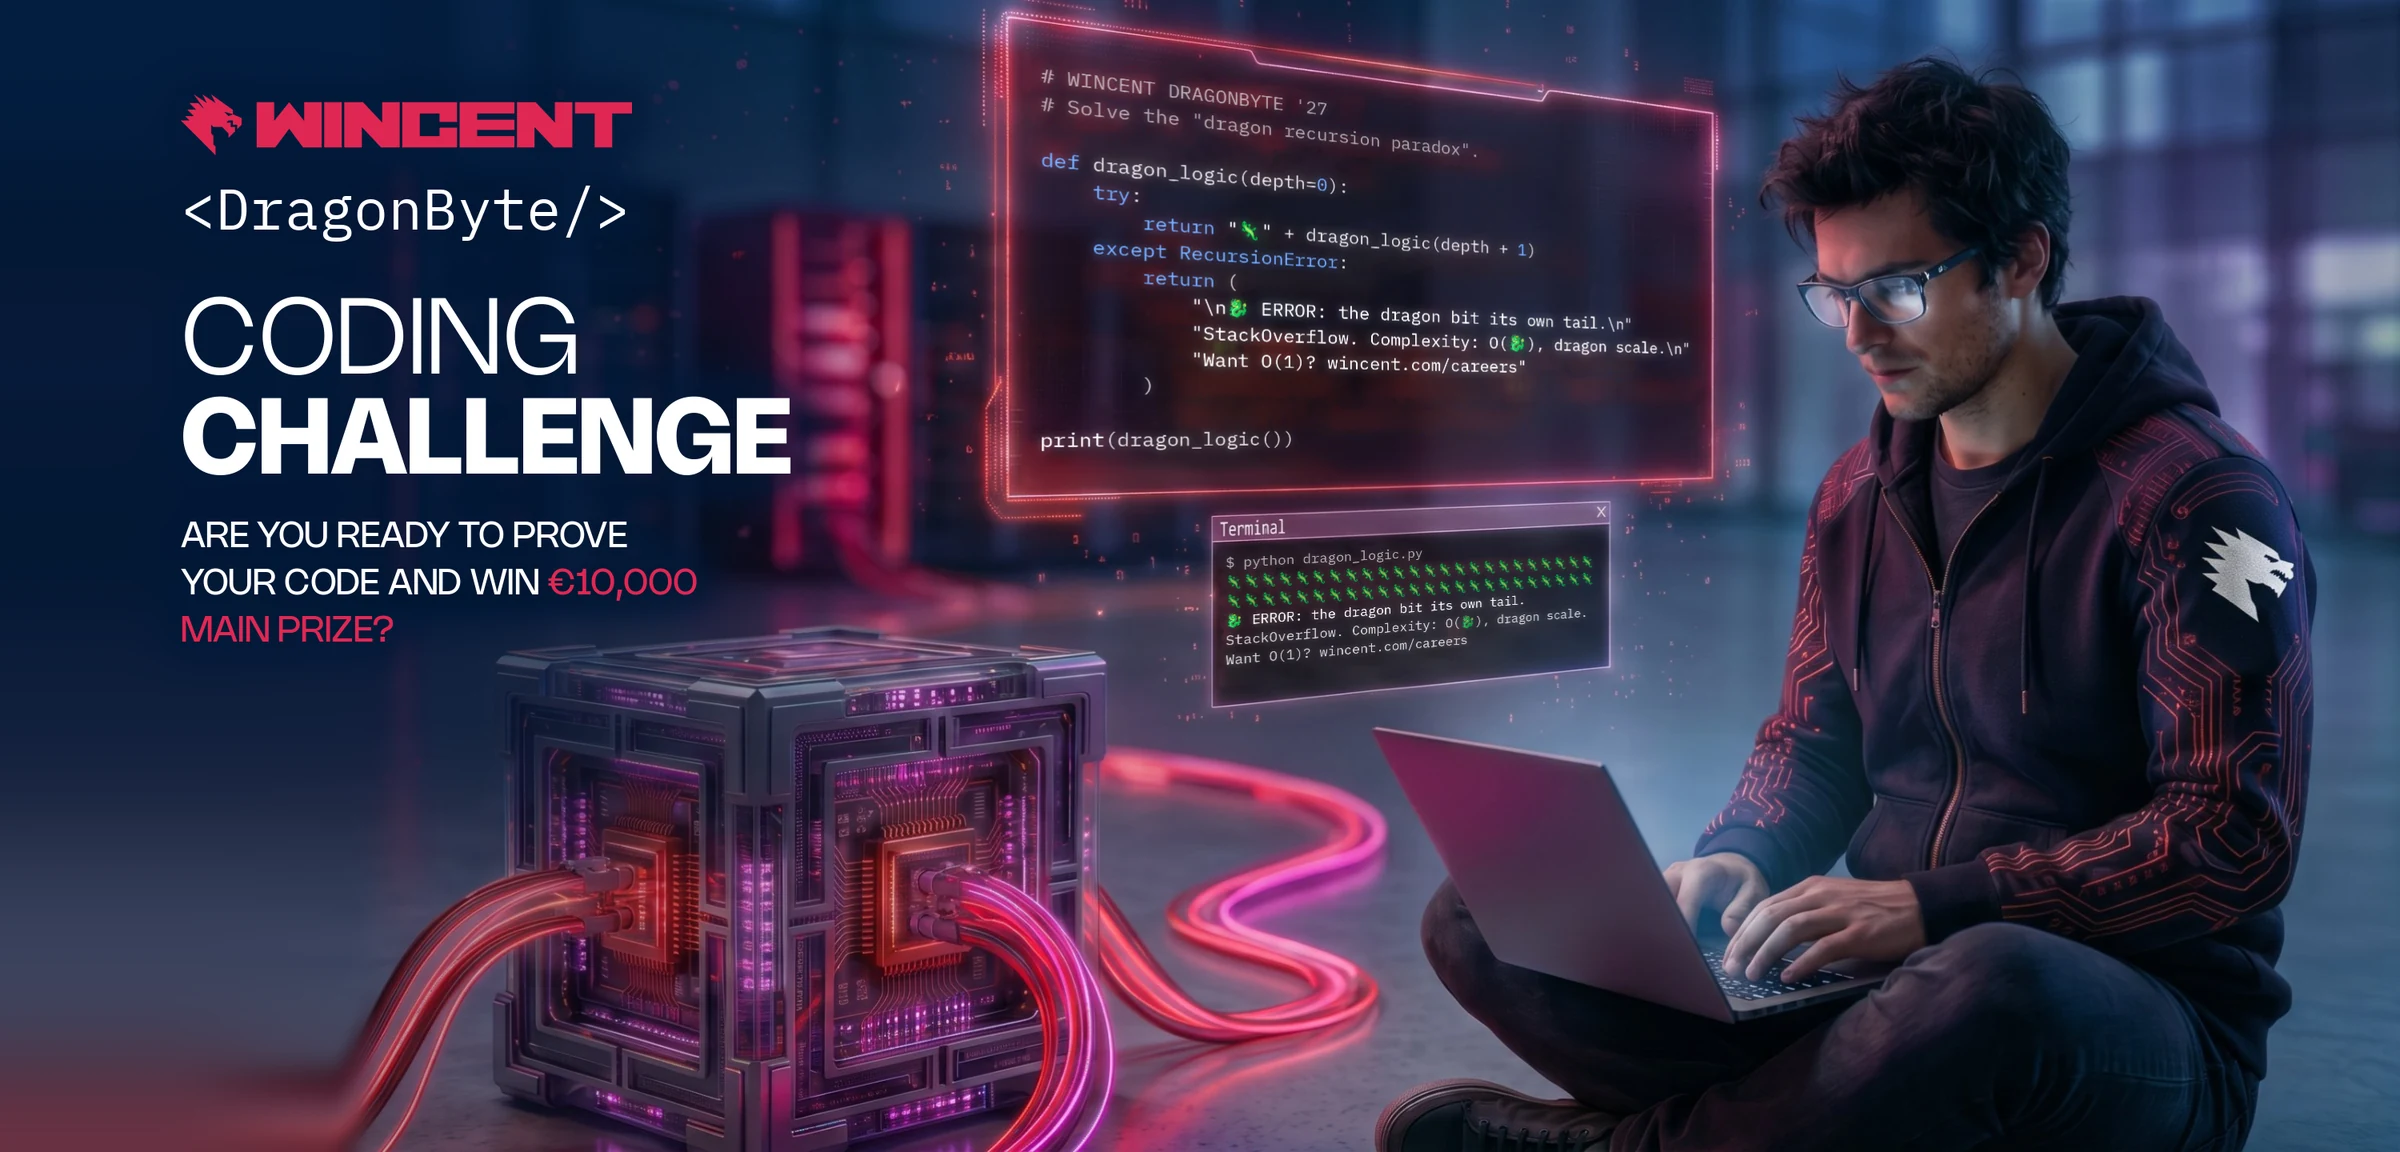 WINCENT
<DragonByte/>
CODING
CHALLENGE
ARE YOU READY TO PROVE
YOUR CODE AND WIN €10,000
MAIN PRIZE?
# WINCENT DRAGONBYTE '27
# Solve the "dragon recursion paradox".
def dragon_logic(depth=0):
    try:
        return "🦎" + dragon_logic(depth + 1)
    except RecursionError:
        return (
            "\n🐉 ERROR: the dragon bit its own tail.\n"
            "StackOverflow. Complexity: O(🐉), dragon scale.\n"
            "Want O(1)? wincent.com/careers"
        )
print(dragon_logic())
Terminal X
$ python dragon_logic.py
🦎🦎🦎🦎🦎🦎🦎🦎🦎🦎🦎🦎🦎🦎🦎🦎🦎🦎🦎🦎🦎🦎🦎🦎
🦎🦎🦎🦎🦎🦎🦎🦎🦎🦎🦎🦎🦎🦎🦎🦎🦎🦎🦎🦎🦎🦎🦎🦎
🐉 ERROR: the dragon bit its own tail.
StackOverflow. Complexity: O(🐉), dragon scale.
Want O(1)? wincent.com/careers